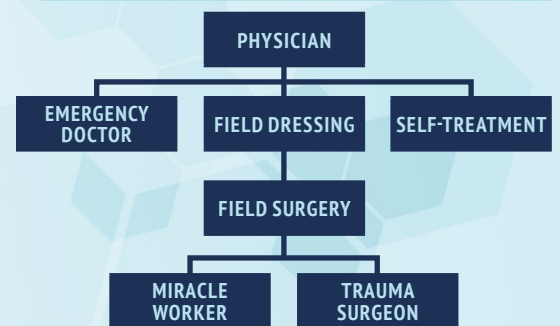 PHYSICIAN
EMERGENCY
DOCTOR
FIELD DRESSING
SELF-TREATMENT
FIELD SURGERY
MIRACLE
WORKER
TRAUMA
SURGEON